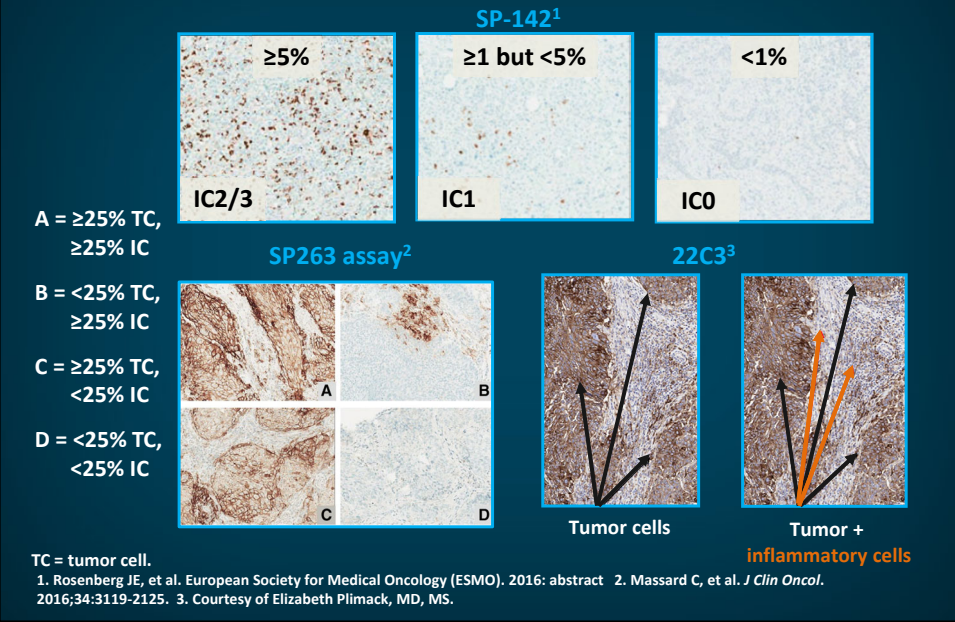 SP-142¹
≥5%
≥1 but <5%
<1%
IC2/3
IC1
IC0
A = ≥25% TC,
≥25% IC
B = <25% TC,
≥25% IC
C = ≥25% TC,
<25% IC
D = <25% TC,
<25% IC
SP263 assay²
A
B
C
D
22C3³
Tumor cells
Tumor +
inflammatory cells
TC = tumor cell.
1. Rosenberg JE, et al. European Society for Medical Oncology (ESMO). 2016: abstract 2. Massard C, et al. J Clin Oncol.
2016;34:3119-2125. 3. Courtesy of Elizabeth Plimack, MD, MS.